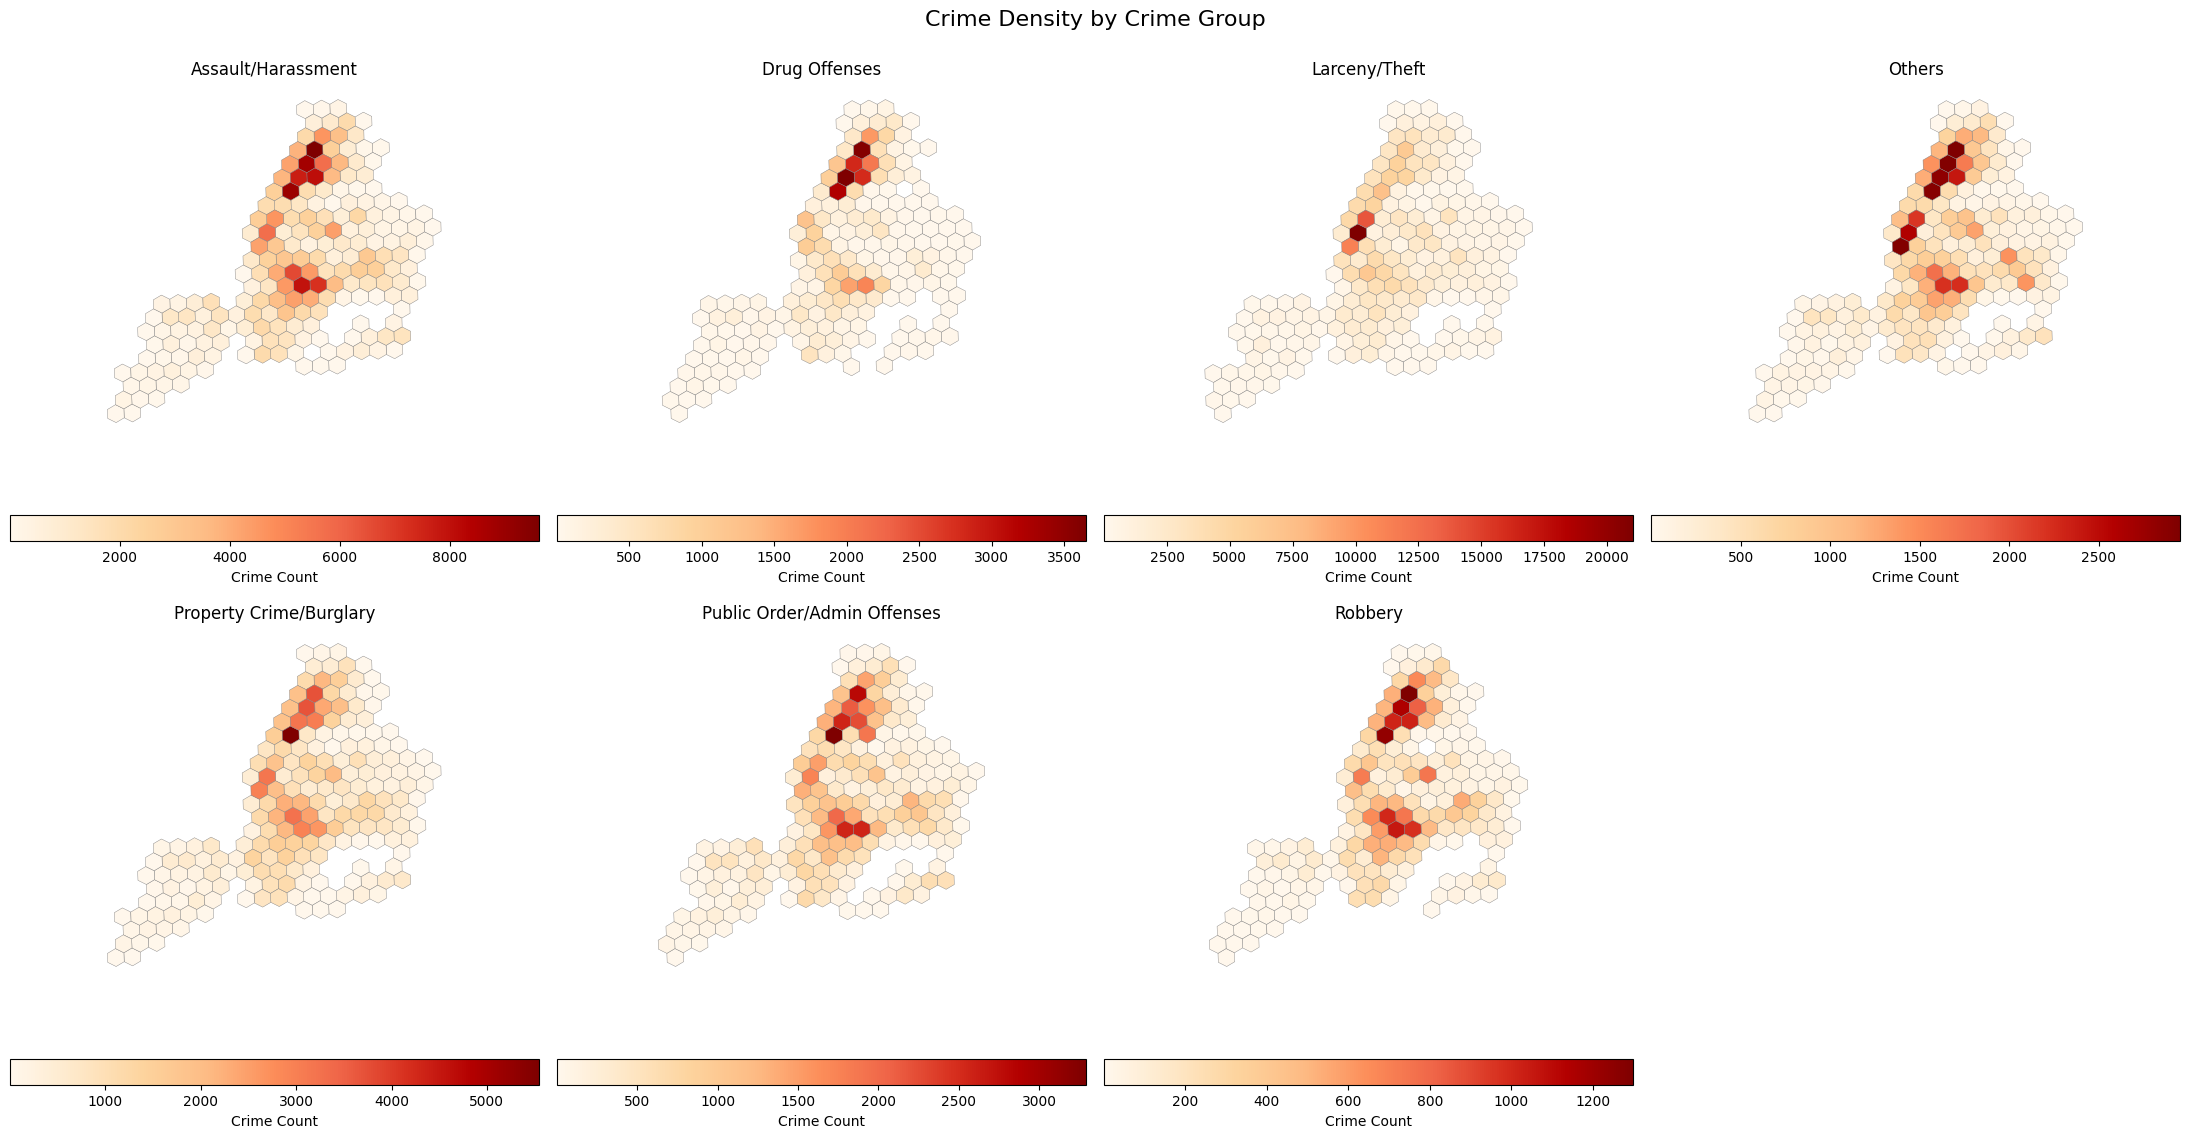 Crime Density by Crime Group
Assault/Harassment
Drug Offenses
Larceny/Theft
Others
2000 4000 6000 8000
Crime Count
500 1000 1500 2000 2500 3000 3500
Crime Count
2500 5000 7500 10000 12500 15000 17500 20000
Crime Count
500 1000 1500 2000 2500
Crime Count
Property Crime/Burglary
Public Order/Admin Offenses
Robbery
1000 2000 3000 4000 5000
Crime Count
500 1000 1500 2000 2500 3000
Crime Count
200 400 600 800 1000 1200
Crime Count